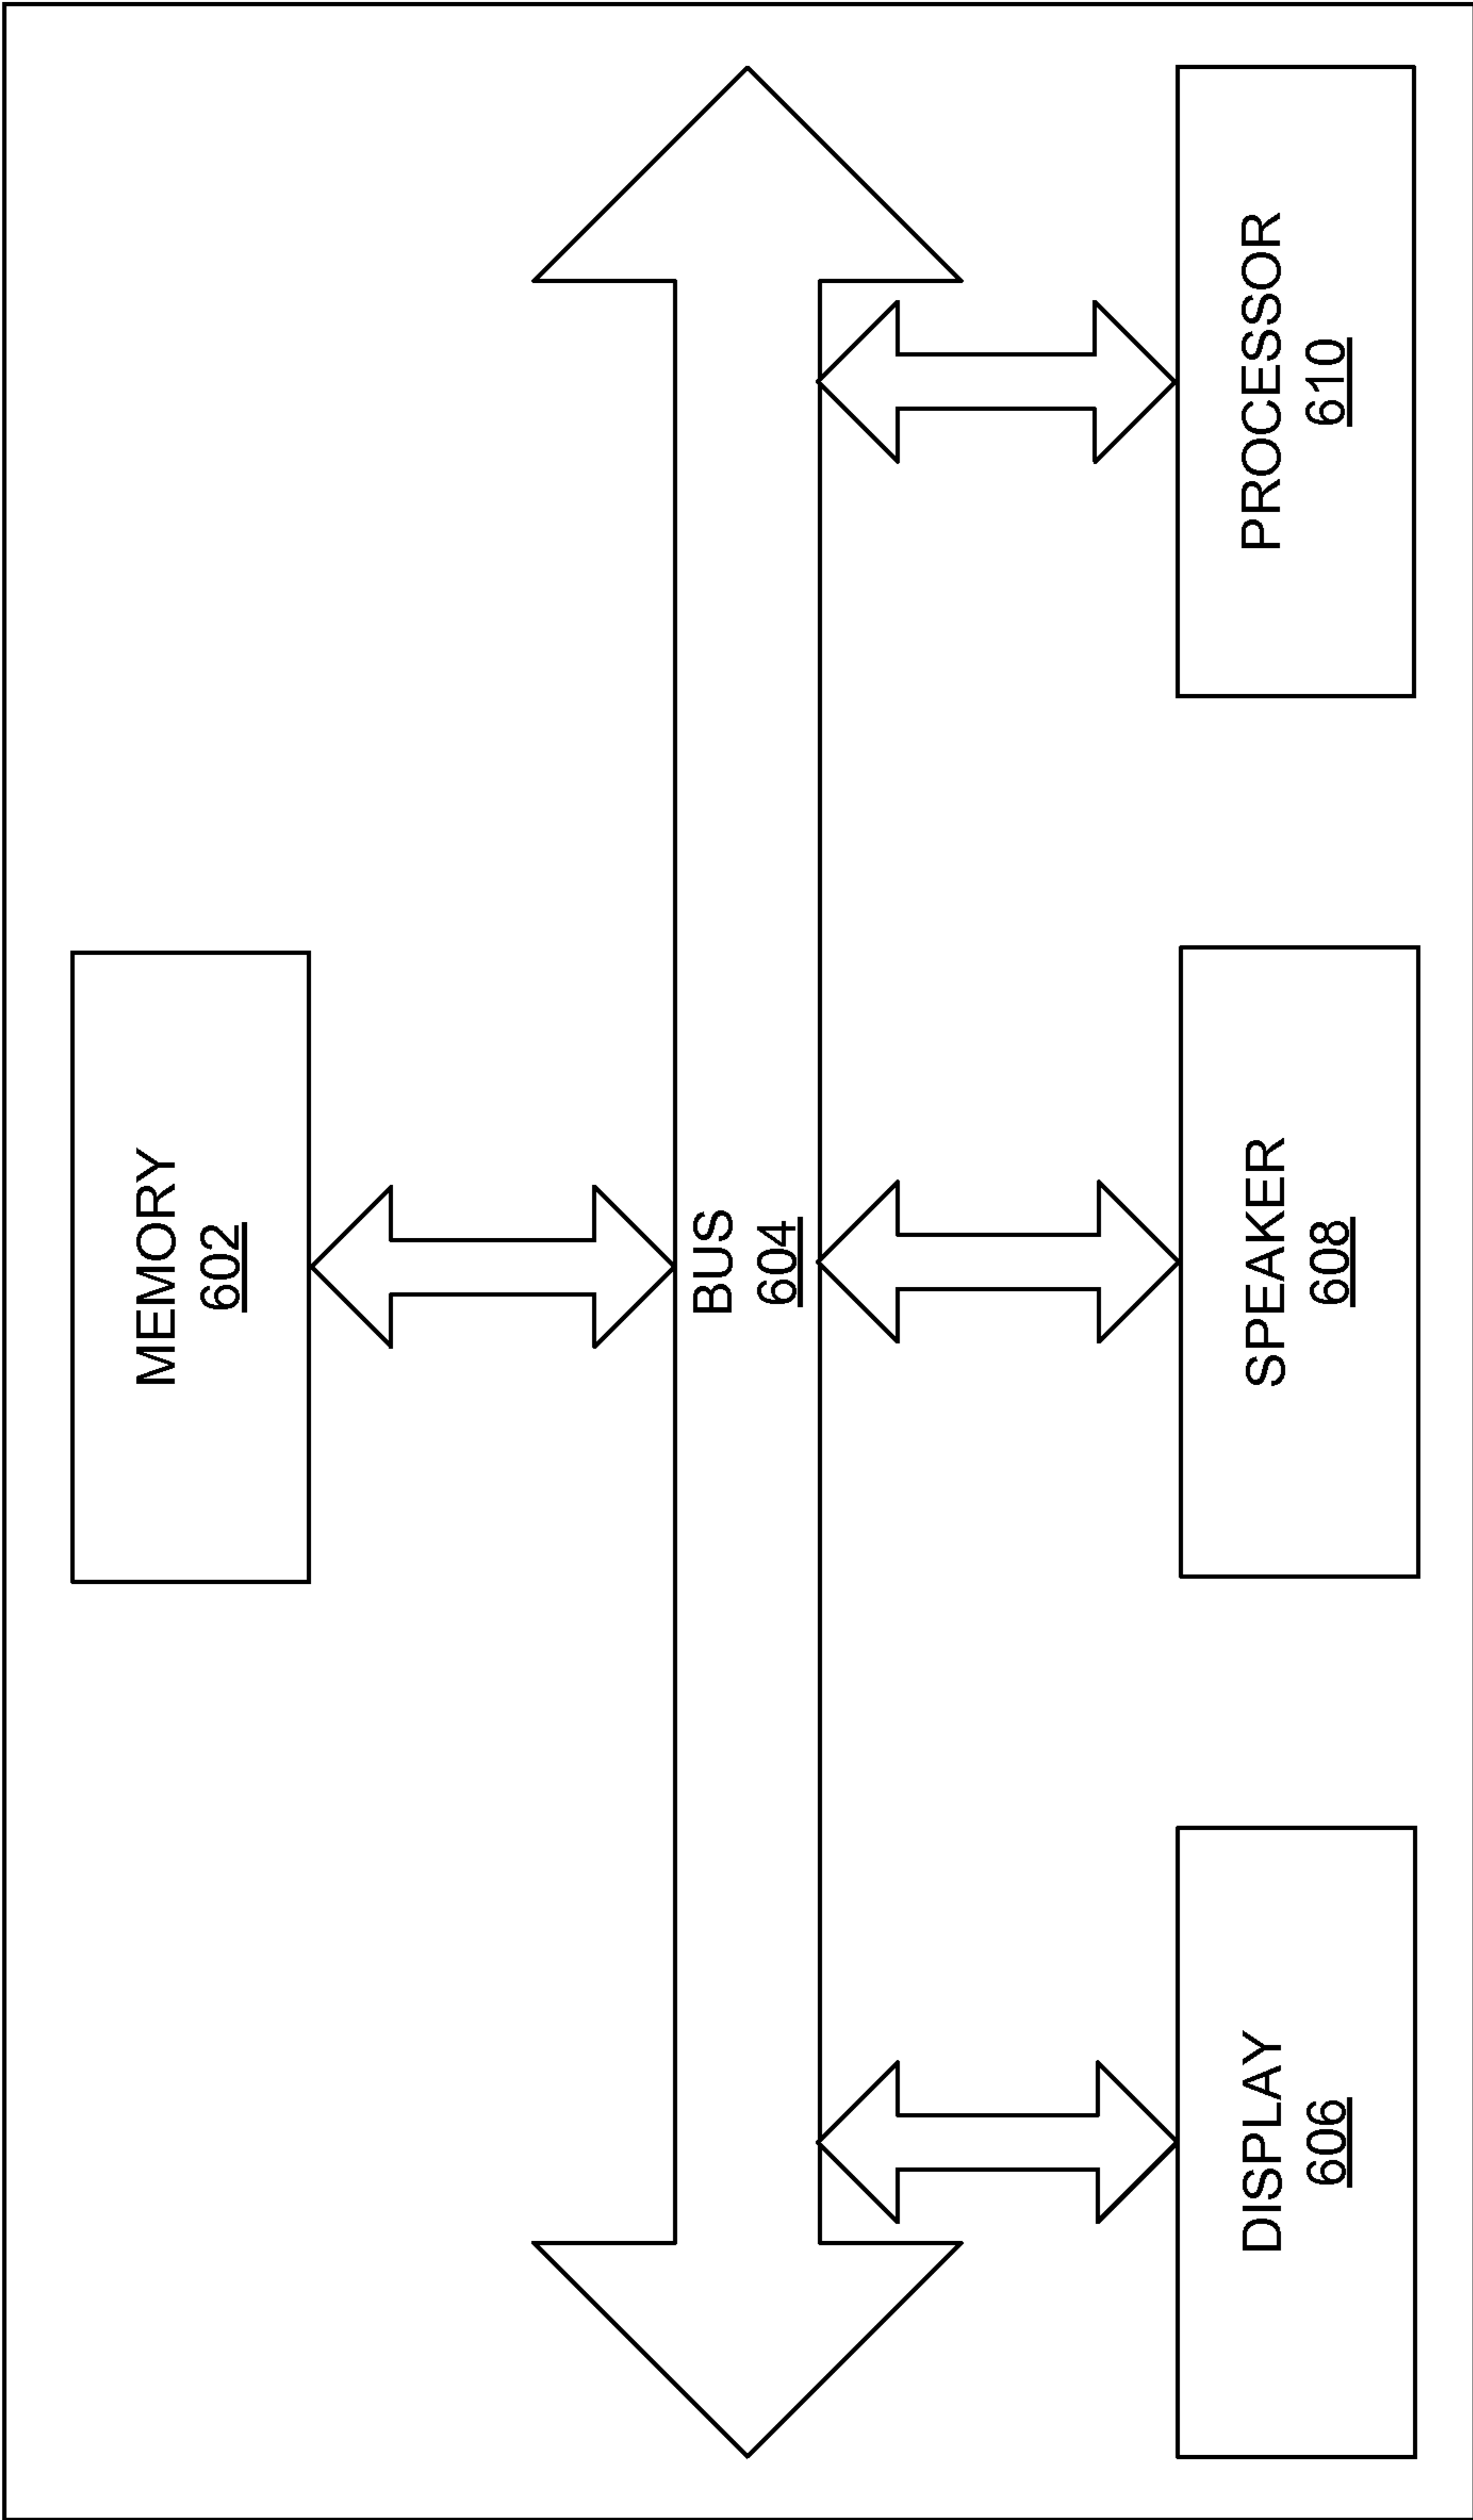 MEMORY
602
BUS
604
DISPLAY
606
SPEAKER
608
PROCESSOR
610